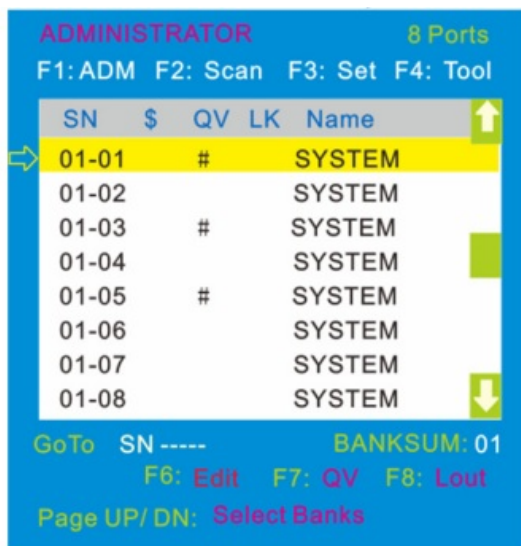 ADMINISTRATOR 8 Ports
F1: ADM F2: Scan F3: Set F4: Tool
SN $ QV LK Name
01-01 # SYSTEM
01-02 SYSTEM
01-03 # SYSTEM
01-04 SYSTEM
01-05 # SYSTEM
01-06 SYSTEM
01-07 SYSTEM
01-08 SYSTEM
GoTo SN ----- BANKSUM: 01
F6: Edit F7: QV F8: Lout
Page UP/ DN: Select Banks